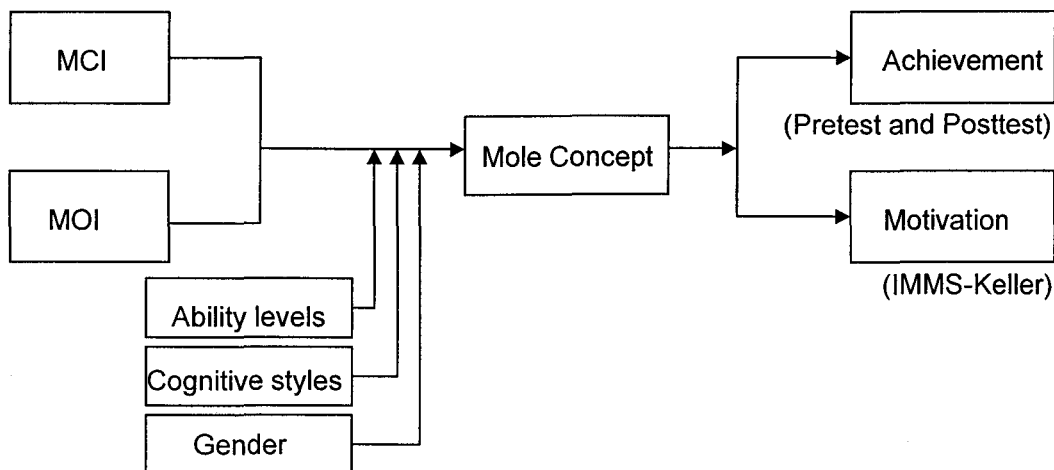 MCI
MOI
Ability levels
Cognitive styles
Gender
Mole Concept
Achievement
(Pretest and Posttest)
Motivation
(IMMS-Keller)